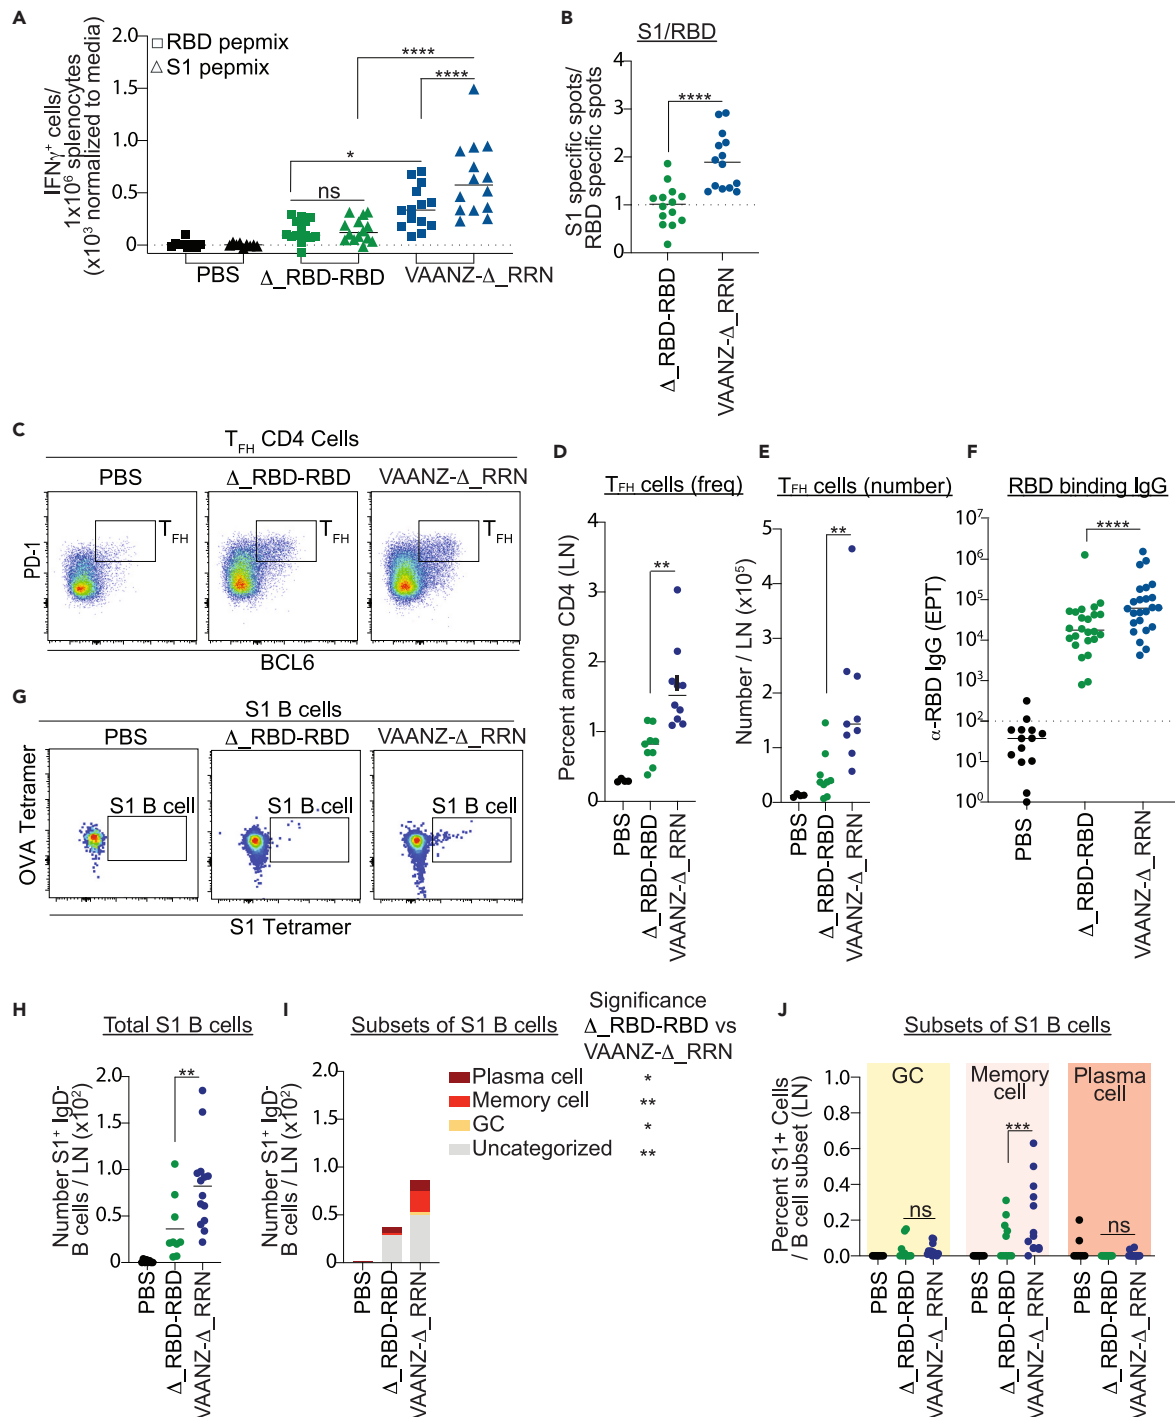 A
2.0
1.5
1.0
0.5
0
IFNγ⁺ cells/
1x10⁶ splenocytes
(x10³ normalized to media)
□ RBD pepmix
△ S1 pepmix
****
****
*
ns
PBS
Δ_RBD-RBD
VAANZ-Δ_RRN
B
S1/RBD
S1 specific spots/
RBD specific spots
4
3
2
1
0
****
Δ_RBD-RBD
VAANZ-Δ_RRN
C
T_FH CD4 Cells
PBS
Δ_RBD-RBD
VAANZ-Δ_RRN
T_FH
T_FH
T_FH
PD-1
BCL6
D
T_FH cells (freq)
Percent among CD4 (LN)
4
3
2
1
0
**
PBS
Δ_RBD-RBD
VAANZ-Δ_RRN
E
T_FH cells (number)
Number / LN (x10⁵)
5
4
3
2
1
0
**
PBS
Δ_RBD-RBD
VAANZ-Δ_RRN
F
RBD binding IgG
α-RBD IgG (EPT)
10⁷
10⁶
10⁵
10⁴
10³
10²
10¹
10⁰
****
PBS
Δ_RBD-RBD
VAANZ-Δ_RRN
G
S1 B cells
PBS
Δ_RBD-RBD
VAANZ-Δ_RRN
S1 B cell
S1 B cell
S1 B cell
OVA Tetramer
S1 Tetramer
H
Total S1 B cells
Number S1⁺ IgD-
B cells / LN (x10²)
2.0
1.5
1.0
0.5
0
**
PBS
Δ_RBD-RBD
VAANZ-Δ_RRN
I
Subsets of S1 B cells
Number S1⁺ IgD-
B cells / LN (x10²)
2.0
1.5
1.0
0.5
0
PBS
Δ_RBD-RBD
VAANZ-Δ_RRN
Significance
Δ_RBD-RBD vs
VAANZ-Δ_RRN
Plasma cell *
Memory cell **
GC *
Uncategorized **
J
Subsets of S1 B cells
Percent S1+ Cells
/ B cell subset (LN)
1.0
0.8
0.6
0.4
0.2
0.0
GC
Memory
cell
Plasma
cell
ns
***
ns
PBS
Δ_RBD-RBD
VAANZ-Δ_RRN
PBS
Δ_RBD-RBD
VAANZ-Δ_RRN
PBS
Δ_RBD-RBD
VAANZ-Δ_RRN